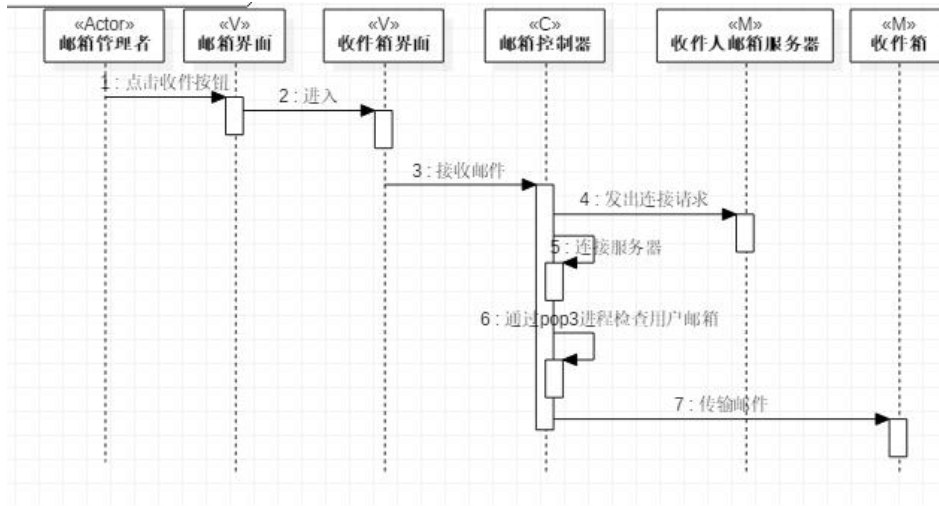 «Actor»
邮箱管理者
«V»
邮箱界面
«V»
收件箱界面
«C»
邮箱控制器
«M»
收件人邮箱服务器
«M»
收件箱
1 : 点击收件按钮
2 : 进入
3 : 接收邮件
4 : 发出连接请求
5 : 连接服务器
6 : 通过pop3进程检查用户邮箱
7 : 传输邮件